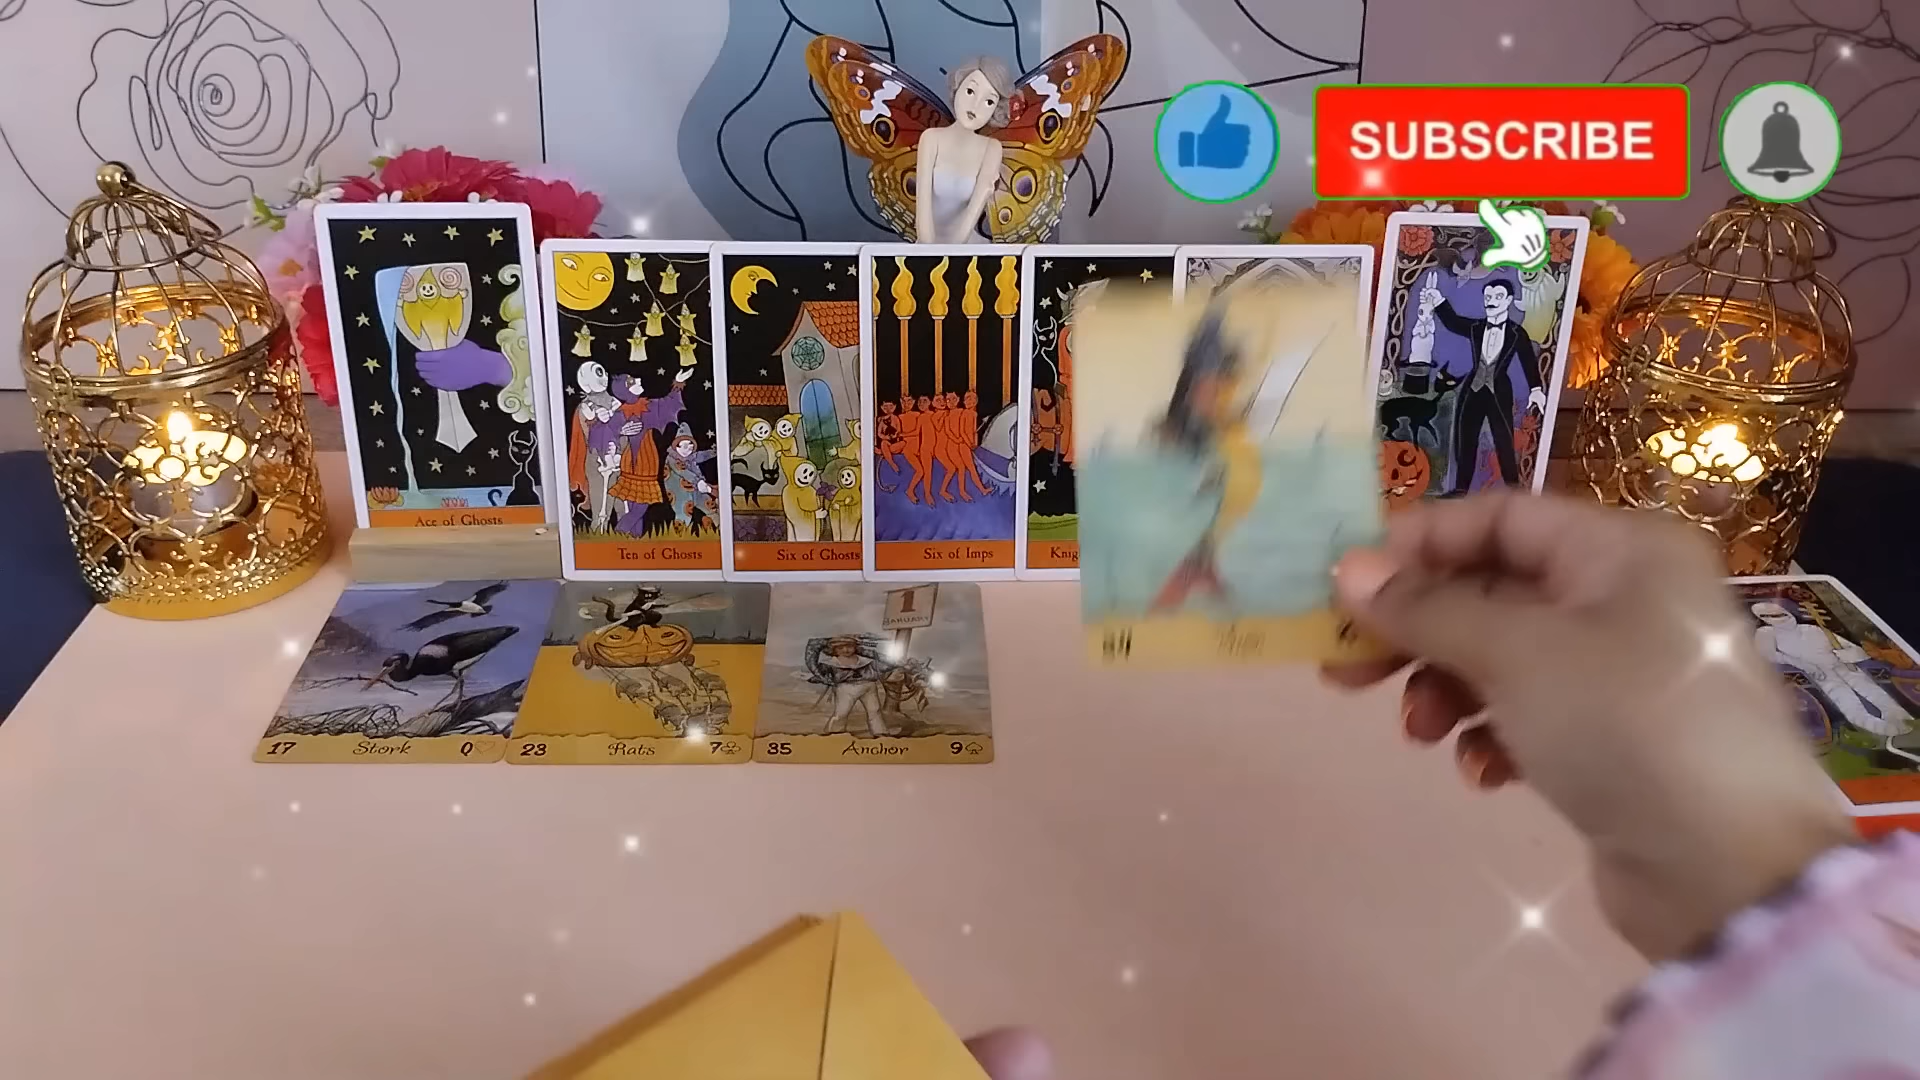 SUBSCRIBE
Ace of Ghosts
Ten of Ghosts
Six of Ghosts
Six of Imps
Knig
1
JANUARY
17 Stork Q♡
23 Rats 7♧
35 Anchor 9♤